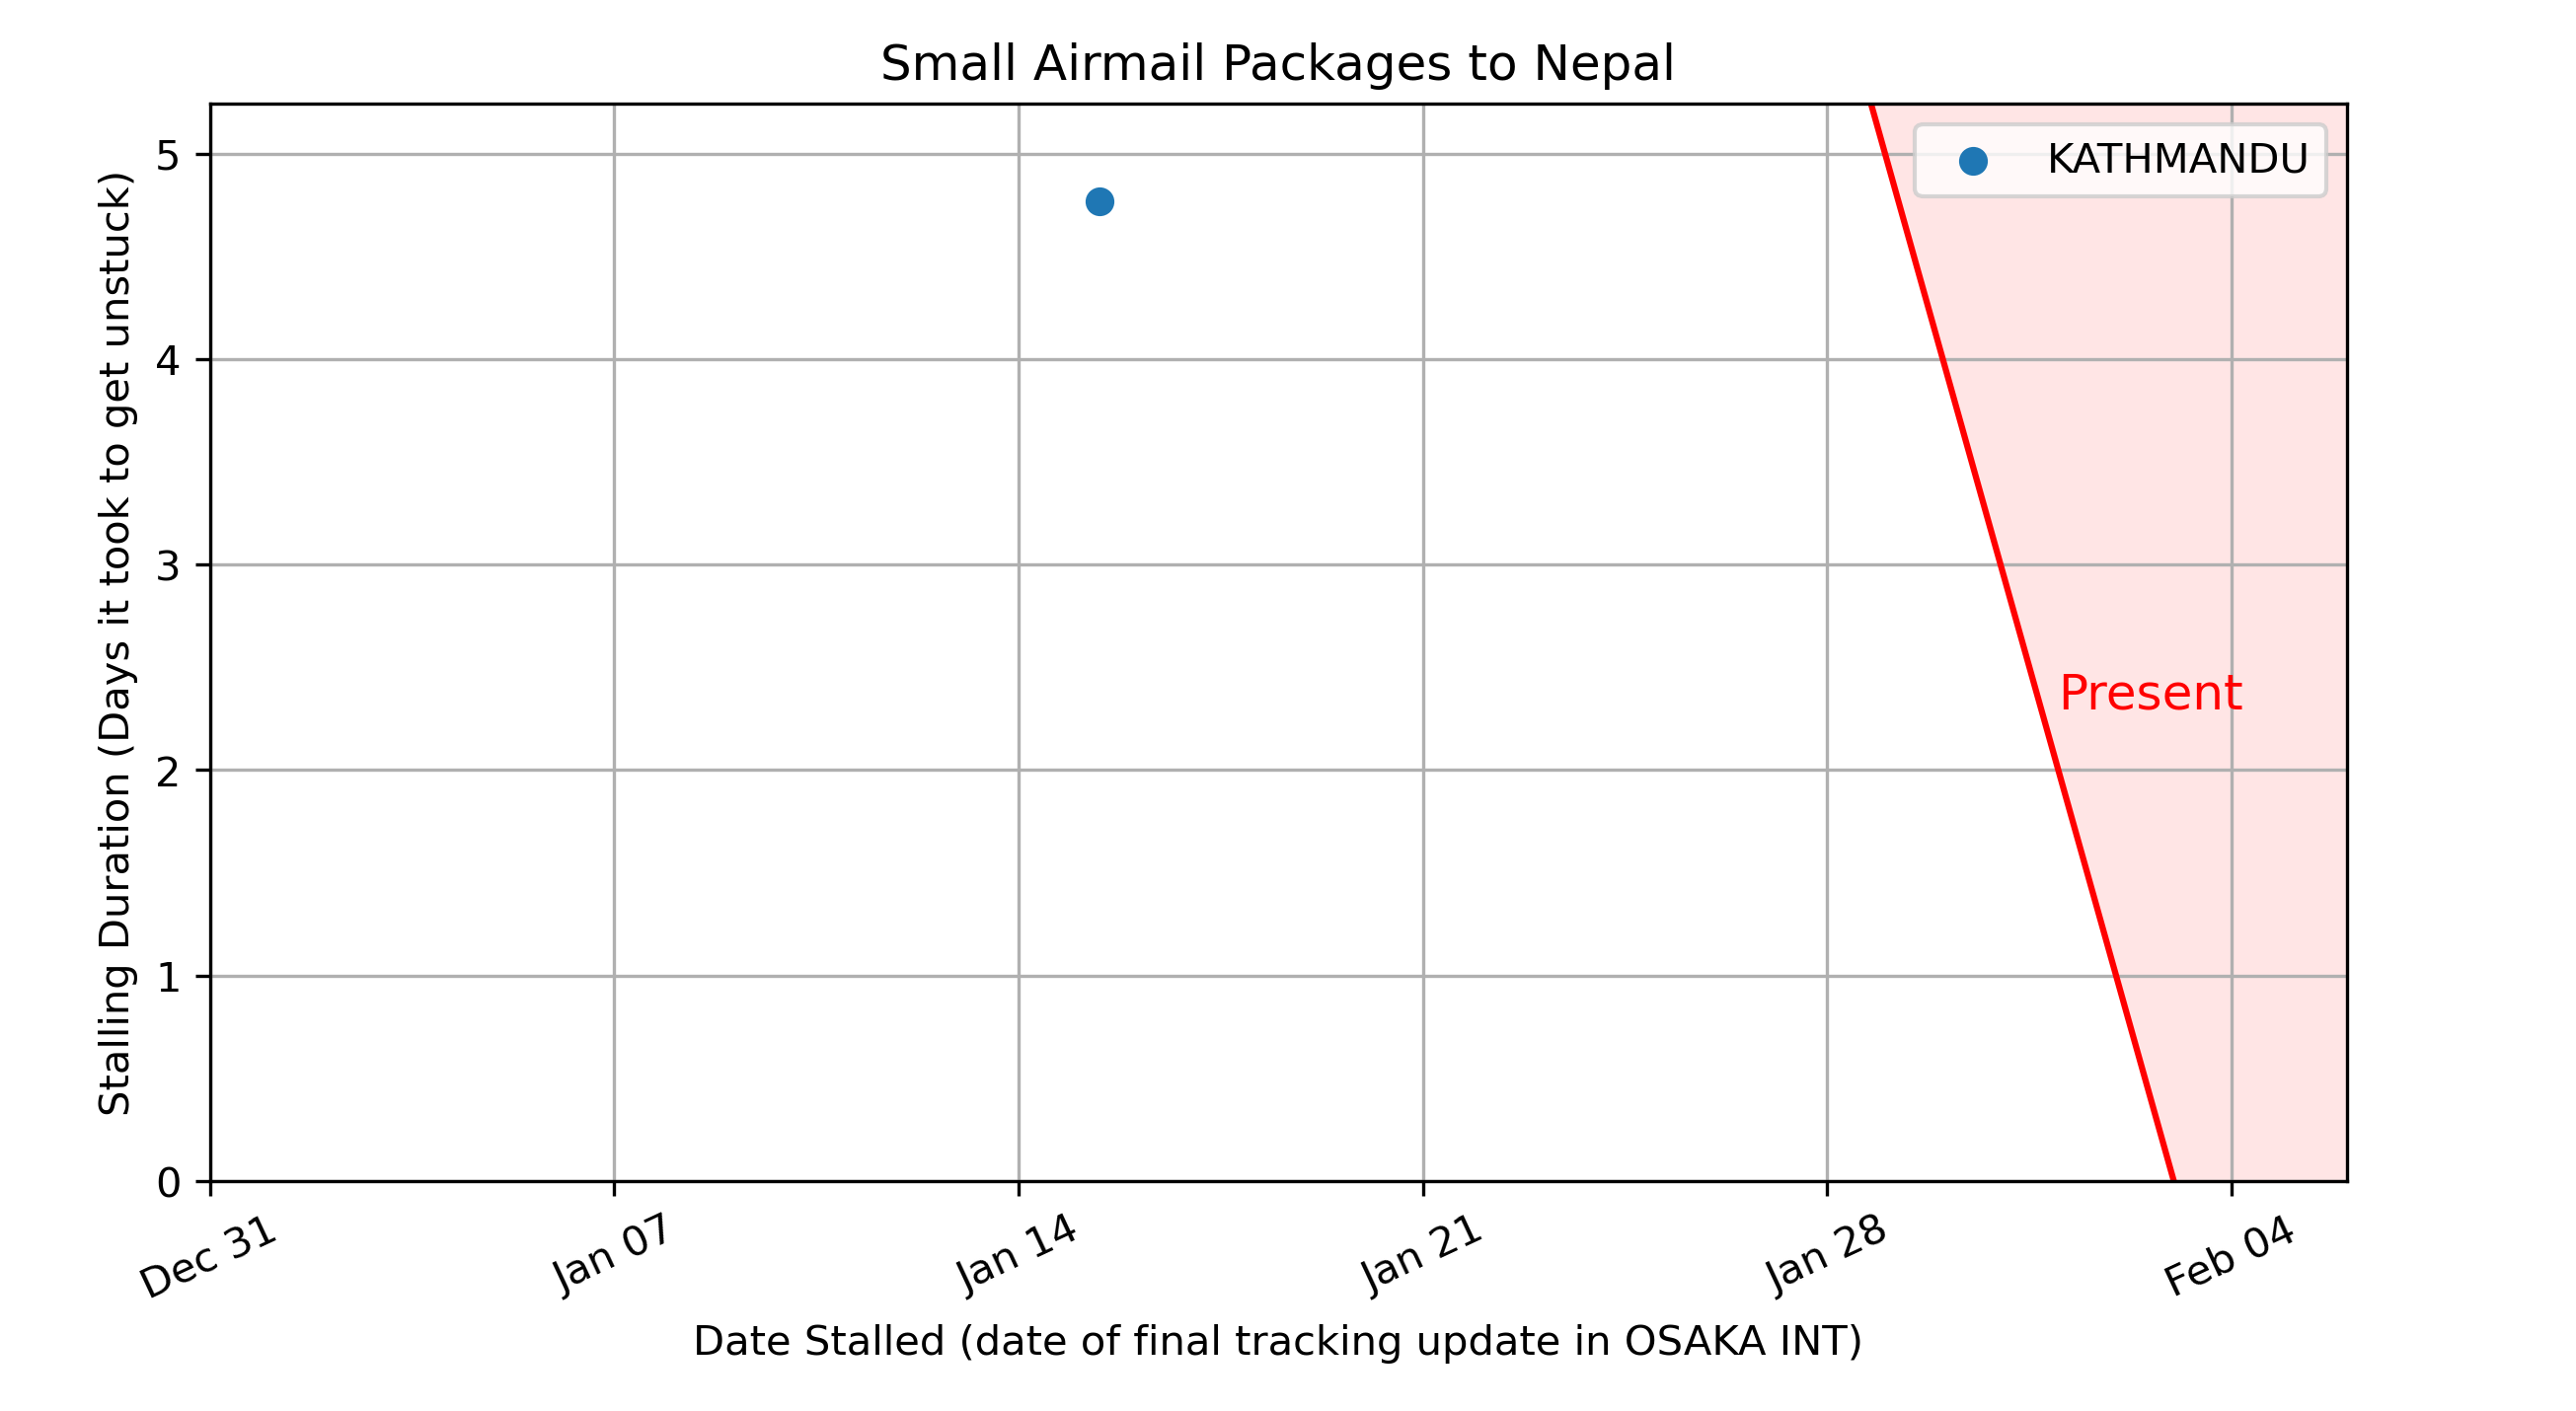 Small Airmail Packages to Nepal
KATHMANDU
Present
Stalling Duration (Days it took to get unstuck)
5
4
3
2
1
0
Dec 31
Jan 07
Jan 14
Jan 21
Jan 28
Feb 04
Date Stalled (date of final tracking update in OSAKA INT)